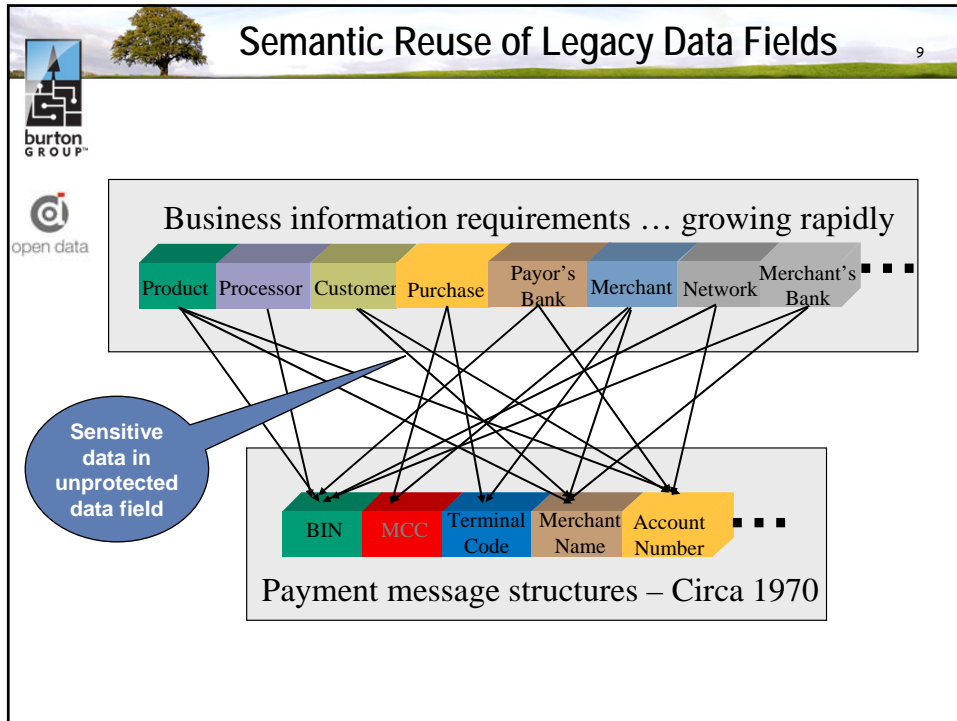 Semantic Reuse of Legacy Data Fields
9
burton
GROUP™
open data
Business information requirements … growing rapidly
Product
Processor
Customer
Purchase
Payor’s
Bank
Merchant
Network
Merchant’s
Bank
Sensitive
data in
unprotected
data field
BIN
MCC
Terminal
Code
Merchant
Name
Account
Number
Payment message structures – Circa 1970